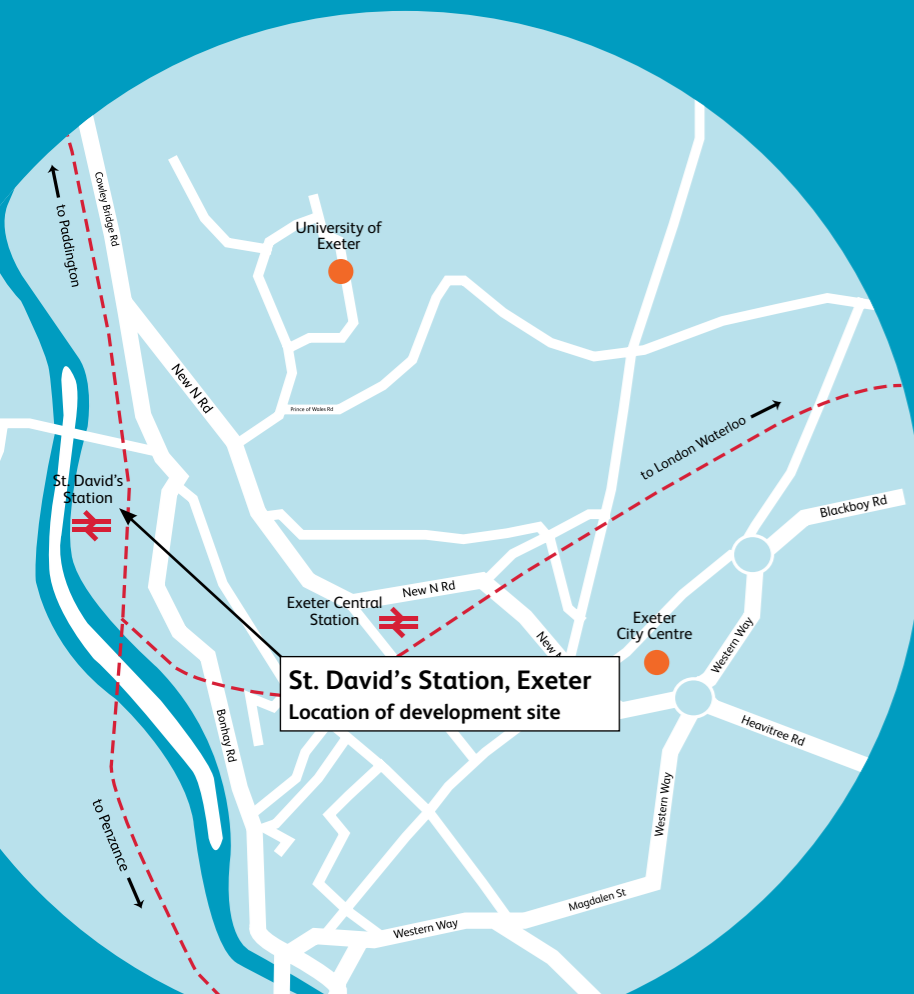 Cowley Bridge Rd
to Paddington
University of
Exeter
New N Rd
Prince of Wales Rd
to London Waterloo
St. David's
Station
Blackboy Rd
New N Rd
Exeter Central
Station
Exeter
City Centre
New N
Western Way
St. David’s Station, Exeter
Location of development site
Bonhay Rd
Heavitree Rd
Western Way
to Penzance
Magdalen St
Western Way